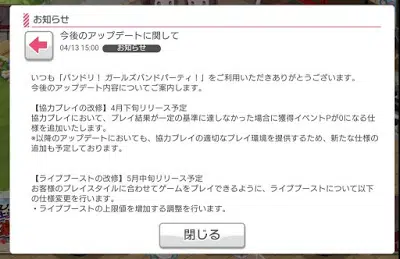 お知らせ
今後のアップデートに関して
04/13 15:00 お知らせ
いつも「バンドリ！ ガールズバンドパーティ！」をご利用いただきありがとうございます。
今後のアップデート内容についてご案内します。
【協力プレイの改修】4月下旬リリース予定
協力プレイにおいて、プレイ結果が一定の基準に達しなかった場合に獲得イベントPが0になる仕
様を追加いたします。
※以降のアップデートにおいても、協力プレイの適切なプレイ環境を提供するため、新たな仕様の
追加も予定しております。
【ライブブーストの改修】5月中旬リリース予定
お客様のプレイスタイルに合わせてゲームをプレイできるように、ライブブーストについて以下
の仕様変更を行います。
・ライブブーストの上限値を増加する調整を行います。
閉じる